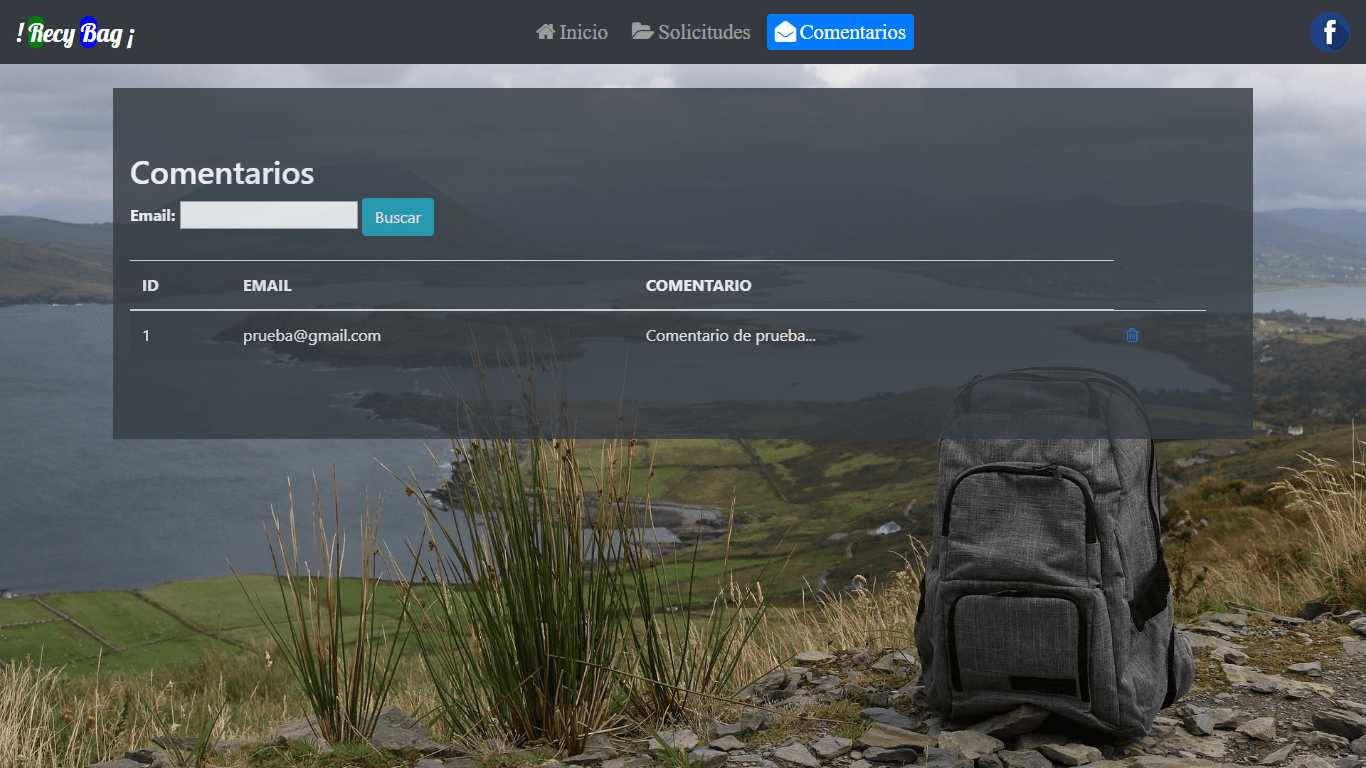 ! Recy Bag ¡
Inicio
Solicitudes
Comentarios
f
Comentarios
Email:
Buscar
ID EMAIL COMENTARIO
1 prueba@gmail.com Comentario de prueba...